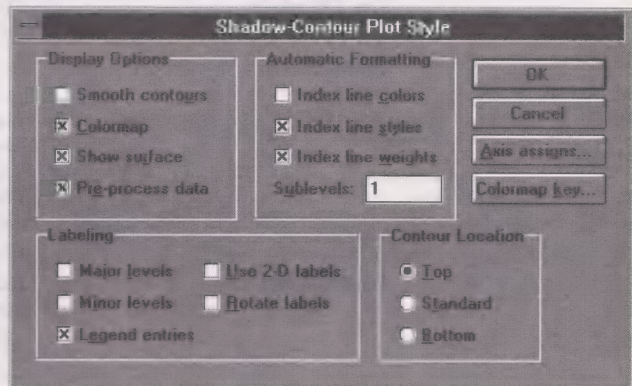 Shadow-Contour Plot Style
Display Options
Smooth contours
Colormap
Show surface
Pre-process data
Automatic Formatting
Index line colors
Index line styles
Index line weights
Sublevels: 1
OK
Cancel
Axis assigns...
Colormap key...
Labeling
Major levels
Use 2-D labels
Minor levels
Rotate labels
Legend entries
Contour Location
Top
Standard
Bottom